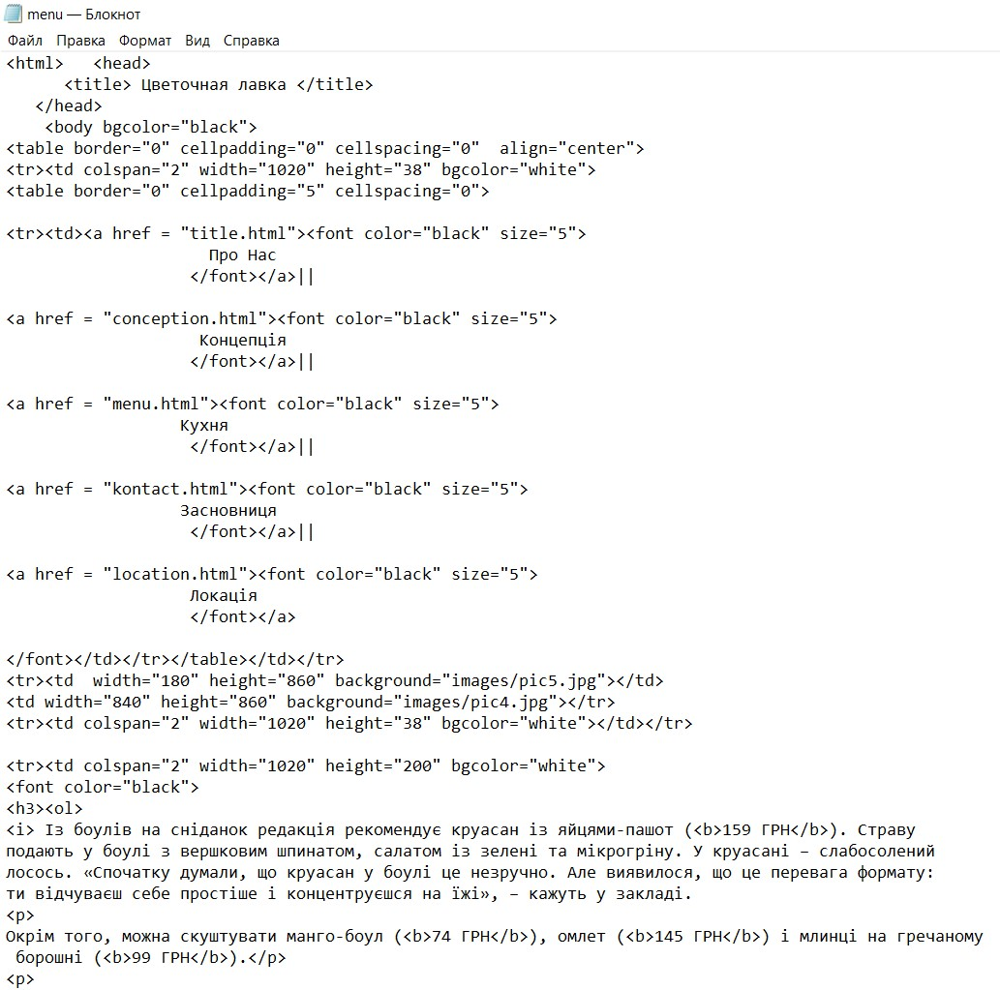 menu — Блокнот
Файл Правка Формат Вид Справка
<html>   <head>
      <title> Цветочная лавка </title>
   </head>
    <body bgcolor="black">
<table border="0" cellpadding="0" cellspacing="0"  align="center">
<tr><td colspan="2" width="1020" height="38" bgcolor="white">
<table border="0" cellpadding="5" cellspacing="0">

<tr><td><a href = "title.html"><font color="black" size="5">
                     Про Нас
                   </font></a>||

<a href = "conception.html"><font color="black" size="5">
                    Концепція
                   </font></a>||

<a href = "menu.html"><font color="black" size="5">
                  Кухня
                   </font></a>||

<a href = "kontact.html"><font color="black" size="5">
                  Засновниця
                   </font></a>||

<a href = "location.html"><font color="black" size="5">
                   Локація
                   </font></a>

</font></td></tr></table></td></tr>
<tr><td  width="180" height="860" background="images/pic5.jpg"></td>
<td width="840" height="860" background="images/pic4.jpg"></tr>
<tr><td colspan="2" width="1020" height="38" bgcolor="white"></td></tr>

<tr><td colspan="2" width="1020" height="200" bgcolor="white">
<font color="black">
<h3><ol>
<i> Із боулів на сніданок редакція рекомендує круасан із яйцями-пашот (<b>159 ГРН</b>). Страву
подають у боулі з вершковим шпинатом, салатом із зелені та мікрогріну. У круасані – слабосолений
лосось. «Спочатку думали, що круасан у боулі це незручно. Але виявилося, що це перевага формату:
ти відчуваєш себе простіше і концентруєшся на їжі», – кажуть у закладі.
<p>
Окрім того, можна скуштувати манго-боул (<b>74 ГРН</b>), омлет (<b>145 ГРН</b>) і млинці на гречаному
 борошні (<b>99 ГРН</b>).</p>
<p>